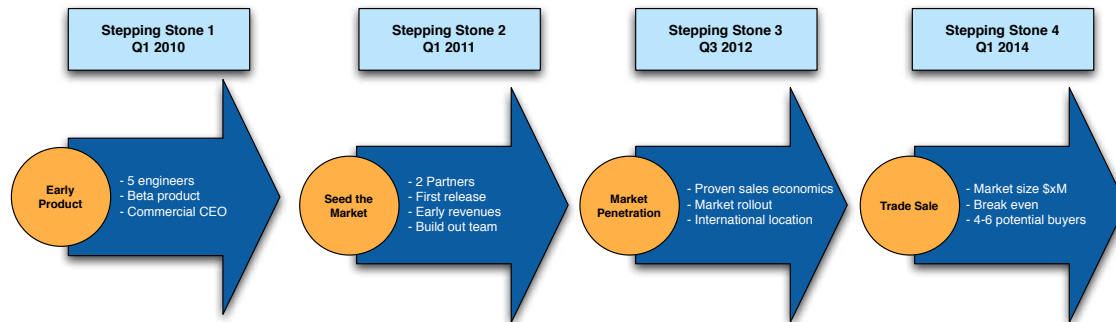 Stepping Stone 1
Q1 2010
Early
Product
- 5 engineers
- Beta product
- Commercial CEO
Stepping Stone 2
Q1 2011
Seed the
Market
- 2 Partners
- First release
- Early revenues
- Build out team
Stepping Stone 3
Q3 2012
Market
Penetration
- Proven sales economics
- Market rollout
- International location
Stepping Stone 4
Q1 2014
Trade Sale
- Market size $xM
- Break even
- 4-6 potential buyers